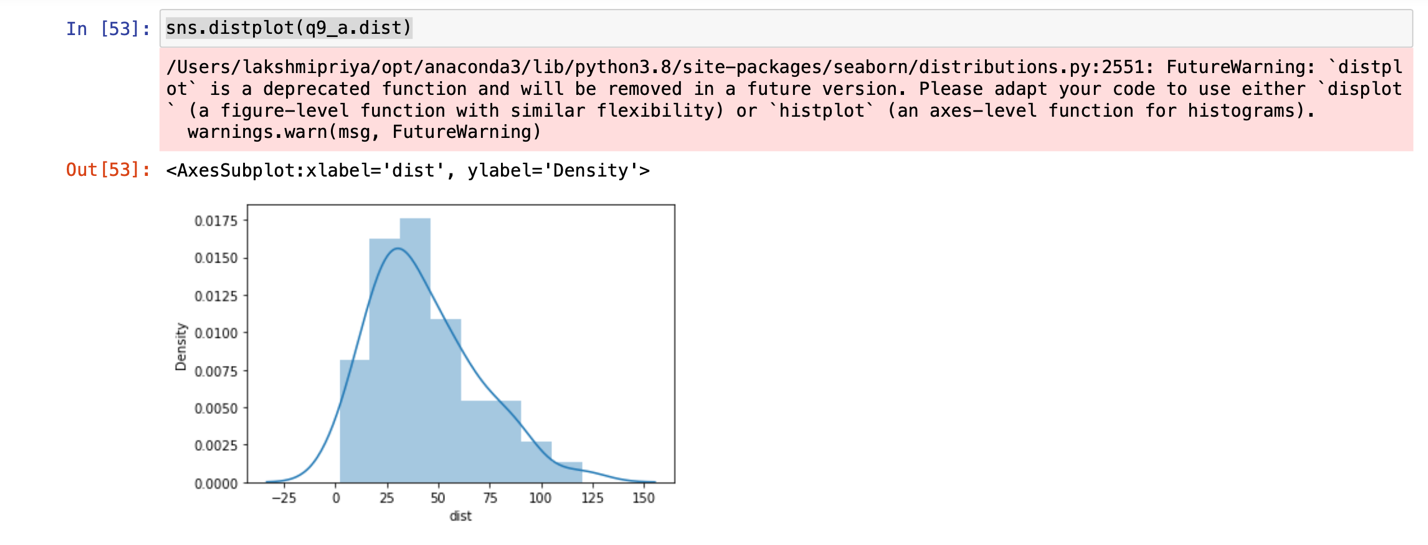 In [53]: sns.distplot(q9_a.dist)
/Users/lakshmipriya/opt/anaconda3/lib/python3.8/site-packages/seaborn/distributions.py:2551: FutureWarning: `distpl
ot` is a deprecated function and will be removed in a future version. Please adapt your code to use either `displot
` (a figure-level function with similar flexibility) or `histplot` (an axes-level function for histograms).
  warnings.warn(msg, FutureWarning)
Out[53]: <AxesSubplot:xlabel='dist', ylabel='Density'>
0.0175
0.0150
0.0125
0.0100
0.0075
0.0050
0.0025
0.0000
Density
−25 0 25 50 75 100 125 150
dist